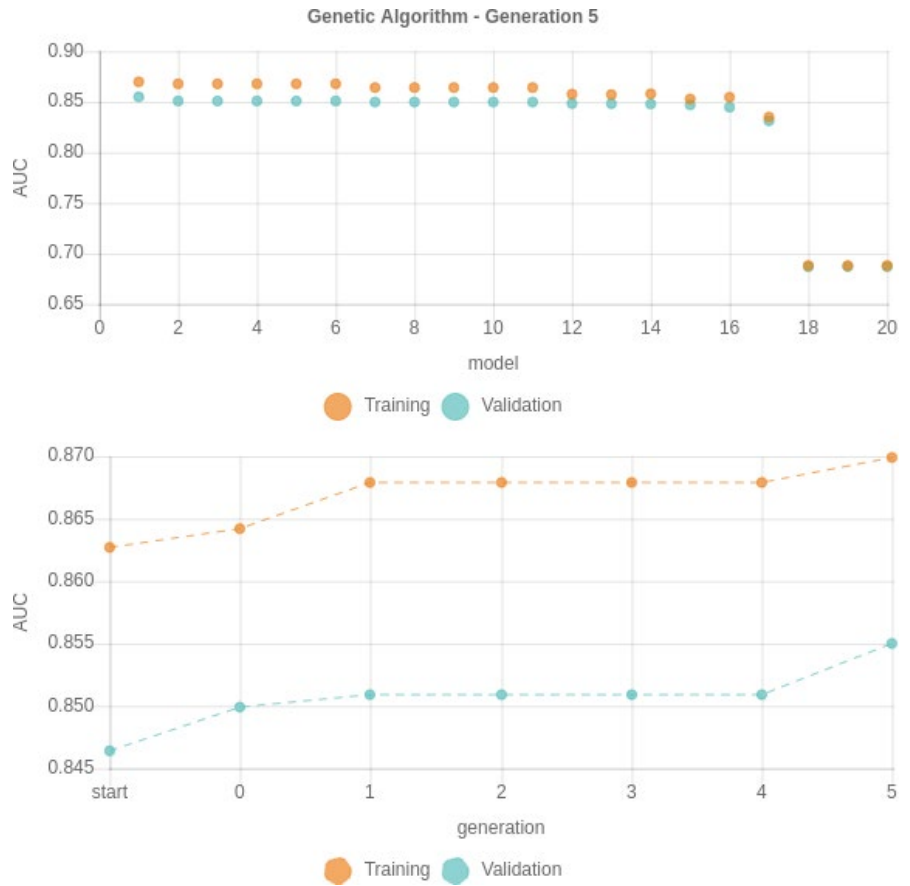 Genetic Algorithm - Generation 5
0.90
0.85
0.80
0.75
0.70
0.65
AUC
0 2 4 6 8 10 12 14 16 18 20
model
Training Validation
0.870
0.865
0.860
0.855
0.850
0.845
AUC
start 0 1 2 3 4 5
generation
Training Validation